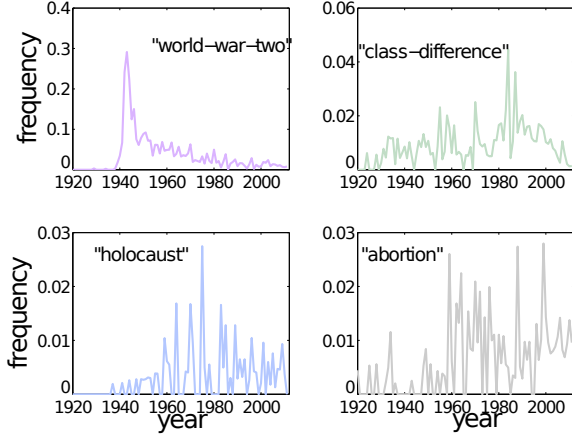 0.4
0.3
0.2
0.1
0
frequency
"world-war-two"
1920 1940 1960 1980 2000
0.06
0.04
0.02
0
"class-difference"
1920 1940 1960 1980 2000
0.03
0.02
0.01
0
frequency
"holocaust"
1920 1940 1960 1980 2000
year
0.03
0.02
0.01
0
"abortion"
1920 1940 1960 1980 2000
year